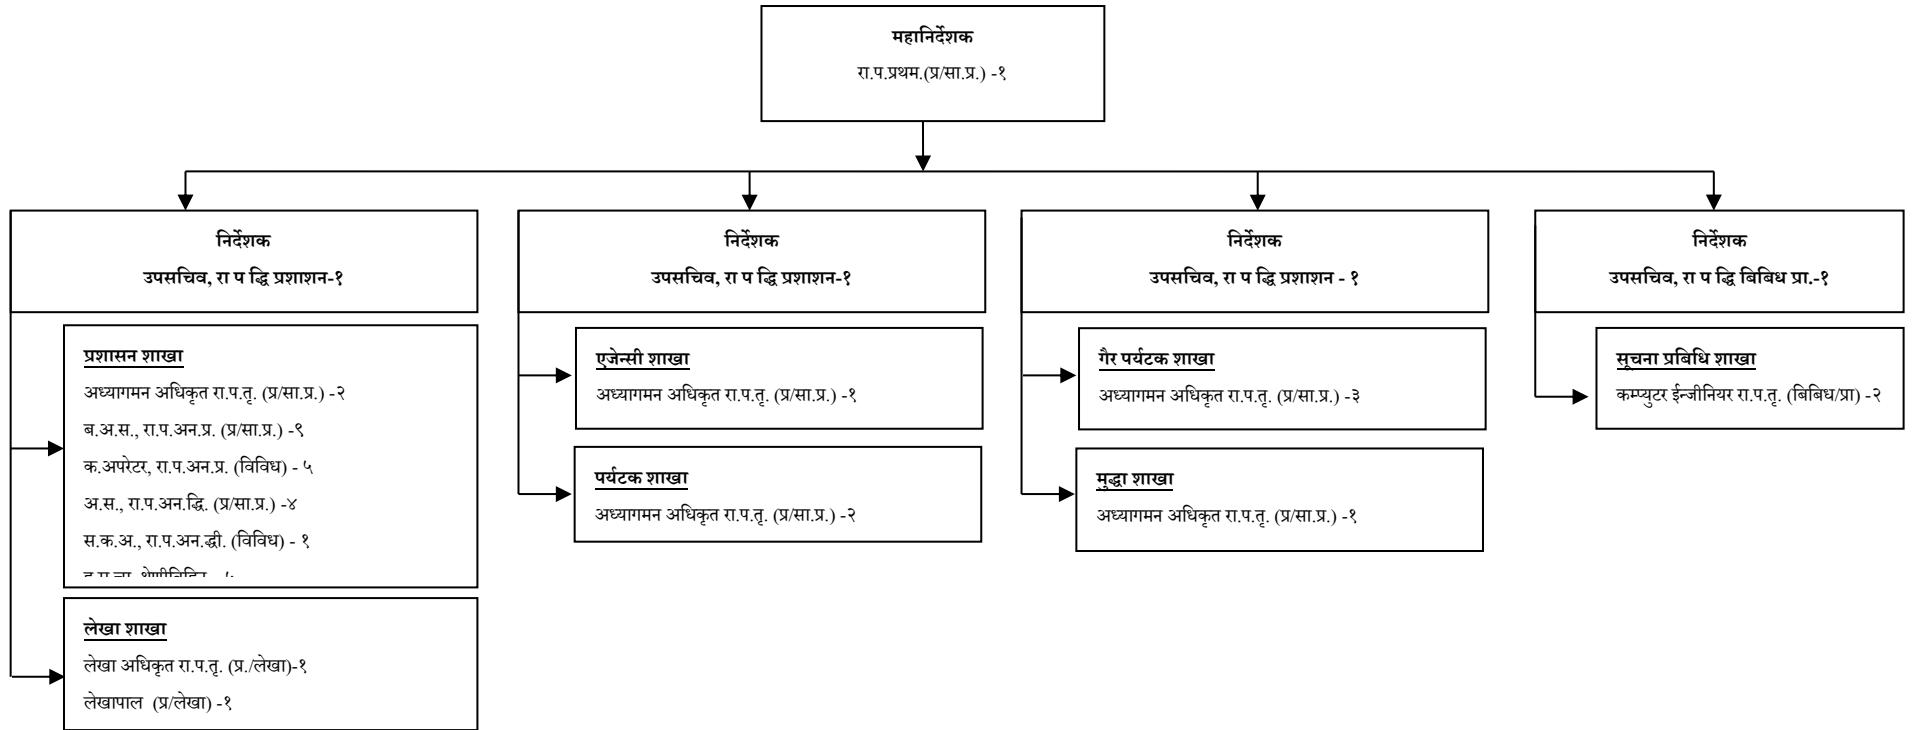 महानिर्देशक
रा.प.प्रथम.(प्र/सा.प्र.) -१
निर्देशक
उपसचिव, रा प द्धि प्रशाशन-१
प्रशासन शाखा
अध्यागमन अधिकृत रा.प.तृ. (प्र/सा.प्र.) -२
ब.अ.स., रा.प.अन.प्र. (प्र/सा.प्र.) -९
क.अपरेटर, रा.प.अन.प्र. (विविध) - ५
अ.स., रा.प.अन.द्धि. (प्र/सा.प्र.) -४
स.क.अ., रा.प.अन.द्धी. (विविध) - १
लेखा शाखा
लेखा अधिकृत रा.प.तृ. (प्र./लेखा)-१
लेखापाल (प्र/लेखा) -१
निर्देशक
उपसचिव, रा प द्धि प्रशाशन-१
एजेन्सी शाखा
अध्यागमन अधिकृत रा.प.तृ. (प्र/सा.प्र.) -१
पर्यटक शाखा
अध्यागमन अधिकृत रा.प.तृ. (प्र/सा.प्र.) -२
निर्देशक
उपसचिव, रा प द्धि प्रशाशन - १
गैर पर्यटक शाखा
अध्यागमन अधिकृत रा.प.तृ. (प्र/सा.प्र.) -३
मुद्धा शाखा
अध्यागमन अधिकृत रा.प.तृ. (प्र/सा.प्र.) -१
निर्देशक
उपसचिव, रा प द्धि बिबिध प्रा.-१
सूचना प्रबिधि शाखा
कम्प्युटर ईन्जीनियर रा.प.तृ. (बिबिध/प्रा) -२